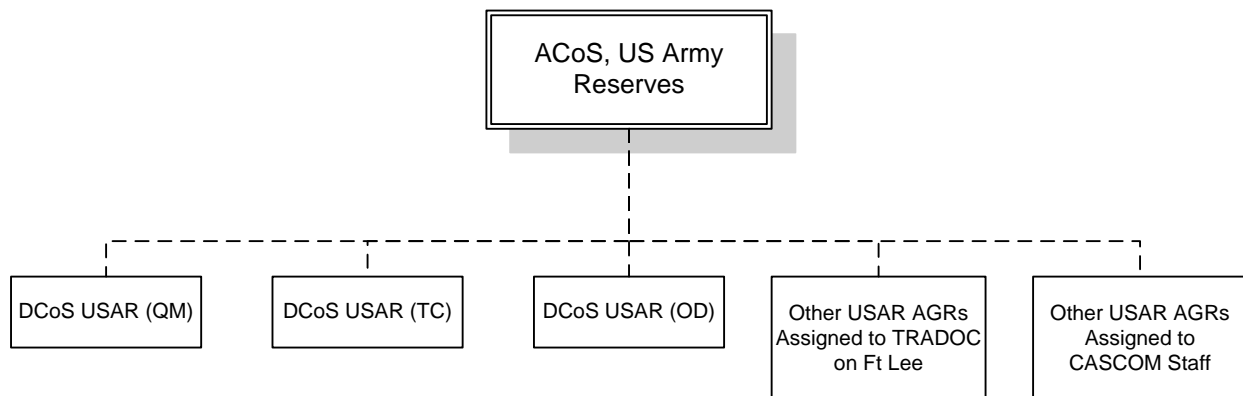 ACoS, US Army
Reserves
DCoS USAR (QM)
DCoS USAR (TC)
DCoS USAR (OD)
Other USAR AGRs
Assigned to TRADOC
on Ft Lee
Other USAR AGRs
Assigned to
CASCOM Staff